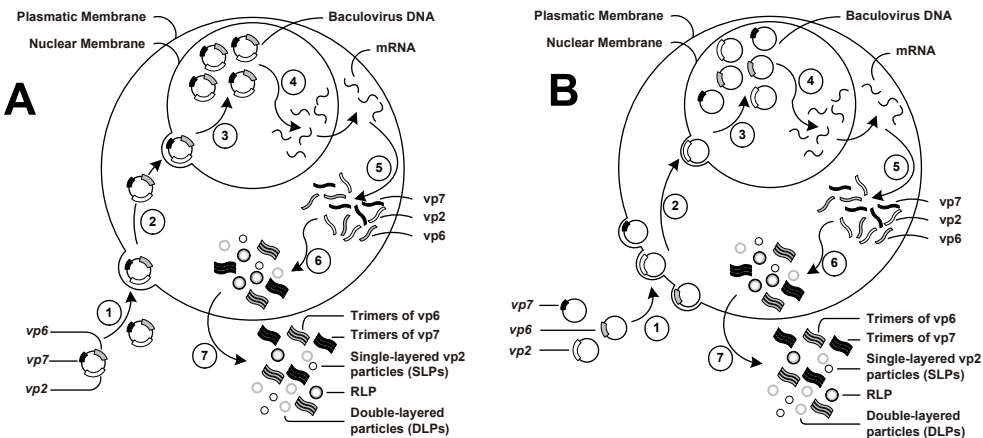 A
Plasmatic Membrane
Nuclear Membrane
Baculovirus DNA
mRNA
4
3
5
vp7
vp2
vp6
2
6
1
vp6
vp7
vp2
7
Trimers of vp6
Trimers of vp7
Single-layered vp2
particles (SLPs)
RLP
Double-layered
particles (DLPs)
B
Plasmatic Membrane
Nuclear Membrane
Baculovirus DNA
mRNA
4
3
5
vp7
vp2
vp6
2
6
vp7
vp6
vp2
1
7
Trimers of vp6
Trimers of vp7
Single-layered vp2
particles (SLPs)
RLP
Double-layered
particles (DLPs)